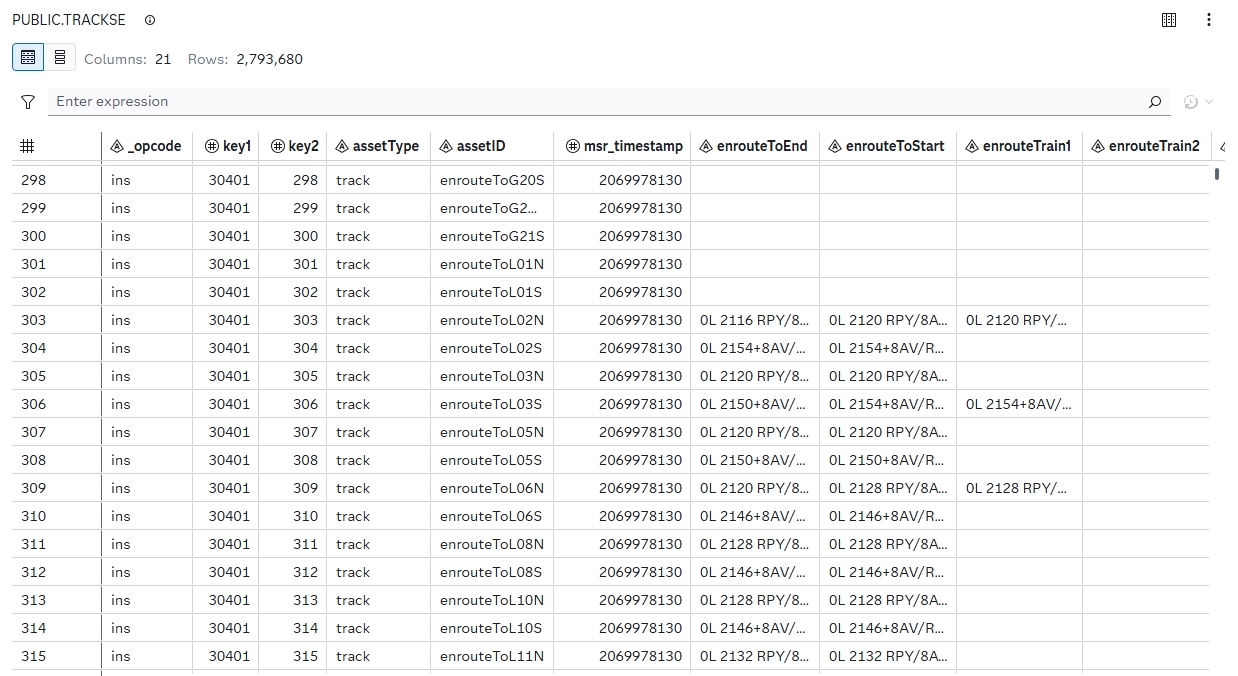 PUBLIC.TRACKSE
Columns: 21 Rows: 2,793,680
Enter expression
# _opcode key1 key2 assetType assetID msr_timestamp enrouteToEnd enrouteToStart enrouteTrain1 enrouteTrain2
298 ins 30401 298 track enrouteToG20S 2069978130
299 ins 30401 299 track enrouteToG2... 2069978130
300 ins 30401 300 track enrouteToG21S 2069978130
301 ins 30401 301 track enrouteToL01N 2069978130
302 ins 30401 302 track enrouteToL01S 2069978130
303 ins 30401 303 track enrouteToL02N 2069978130 0L 2116 RPY/8... 0L 2120 RPY/8A... 0L 2120 RPY/...
304 ins 30401 304 track enrouteToL02S 2069978130 0L 2154+8AV/... 0L 2154+8AV/R...
305 ins 30401 305 track enrouteToL03N 2069978130 0L 2120 RPY/8... 0L 2120 RPY/8A...
306 ins 30401 306 track enrouteToL03S 2069978130 0L 2150+8AV/... 0L 2154+8AV/R... 0L 2154+8AV/...
307 ins 30401 307 track enrouteToL05N 2069978130 0L 2120 RPY/8... 0L 2120 RPY/8A...
308 ins 30401 308 track enrouteToL05S 2069978130 0L 2150+8AV/... 0L 2150+8AV/R...
309 ins 30401 309 track enrouteToL06N 2069978130 0L 2120 RPY/8... 0L 2128 RPY/8A... 0L 2128 RPY/...
310 ins 30401 310 track enrouteToL06S 2069978130 0L 2146+8AV/... 0L 2146+8AV/R...
311 ins 30401 311 track enrouteToL08N 2069978130 0L 2128 RPY/8... 0L 2128 RPY/8A...
312 ins 30401 312 track enrouteToL08S 2069978130 0L 2146+8AV/... 0L 2146+8AV/R...
313 ins 30401 313 track enrouteToL10N 2069978130 0L 2128 RPY/8... 0L 2128 RPY/8A...
314 ins 30401 314 track enrouteToL10S 2069978130 0L 2146+8AV/... 0L 2146+8AV/R...
315 ins 30401 315 track enrouteToL11N 2069978130 0L 2132 RPY/8... 0L 2132 RPY/8A...